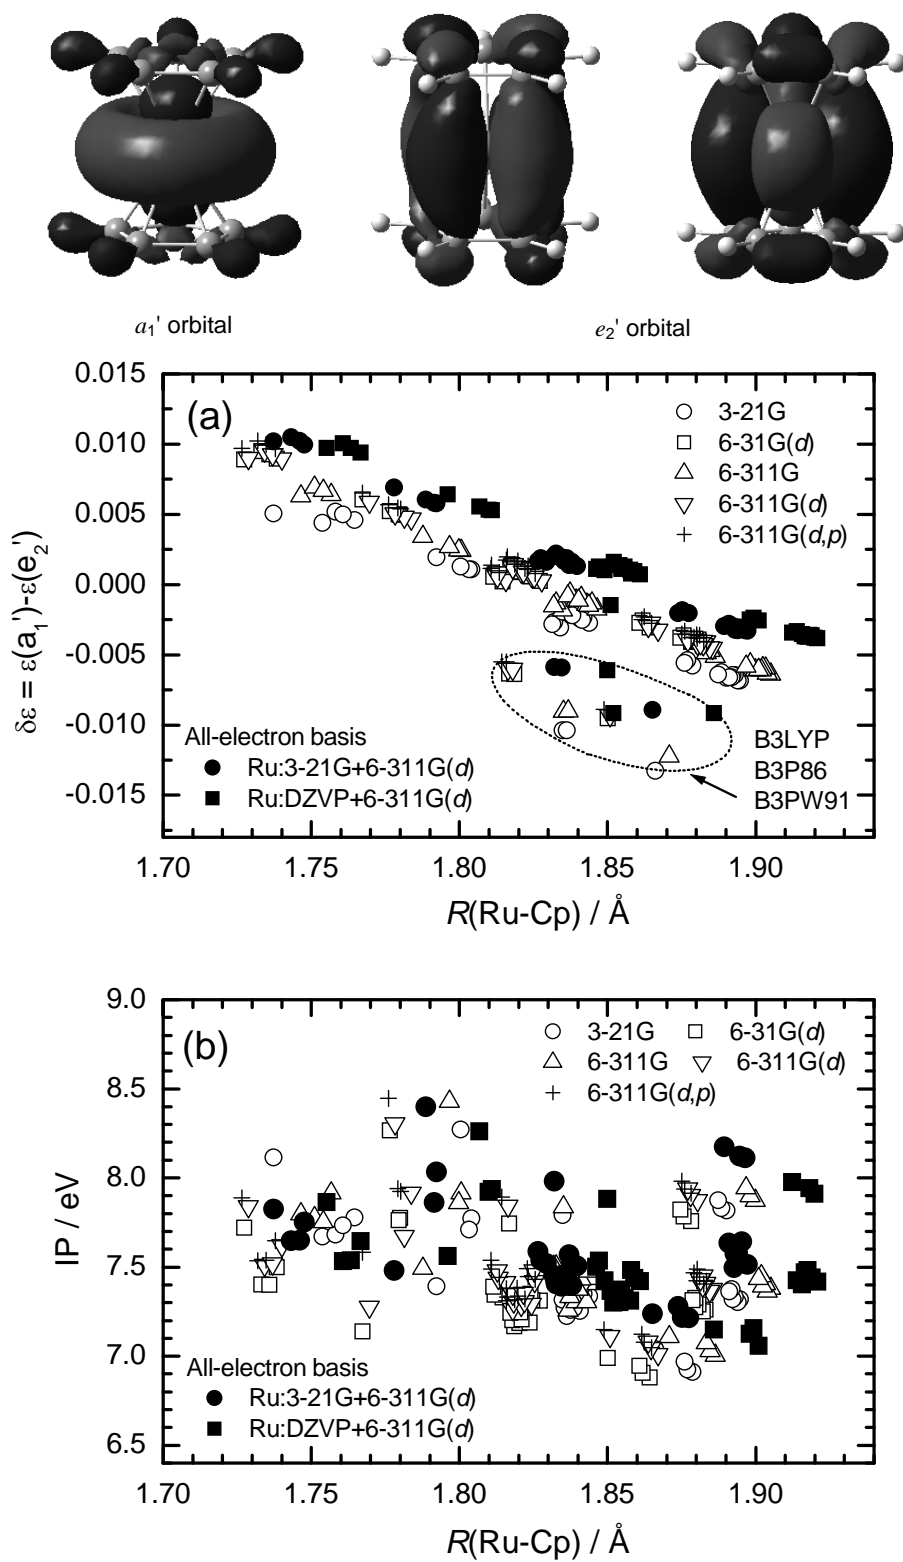 a1' orbital
e2' orbital
(a)
3-21G
6-31G(d)
6-311G
6-311G(d)
6-311G(d,p)
0.015
0.010
0.005
0.000
-0.005
-0.010
-0.015
δε = ε(a1')-ε(e2')
All-electron basis
Ru:3-21G+6-311G(d)
Ru:DZVP+6-311G(d)
B3LYP
B3P86
B3PW91
1.70 1.75 1.80 1.85 1.90
R(Ru-Cp) / Å
(b)
3-21G 6-31G(d)
6-311G 6-311G(d)
6-311G(d,p)
9.0
8.5
8.0
7.5
7.0
6.5
IP / eV
All-electron basis
Ru:3-21G+6-311G(d)
Ru:DZVP+6-311G(d)
1.70 1.75 1.80 1.85 1.90
R(Ru-Cp) / Å